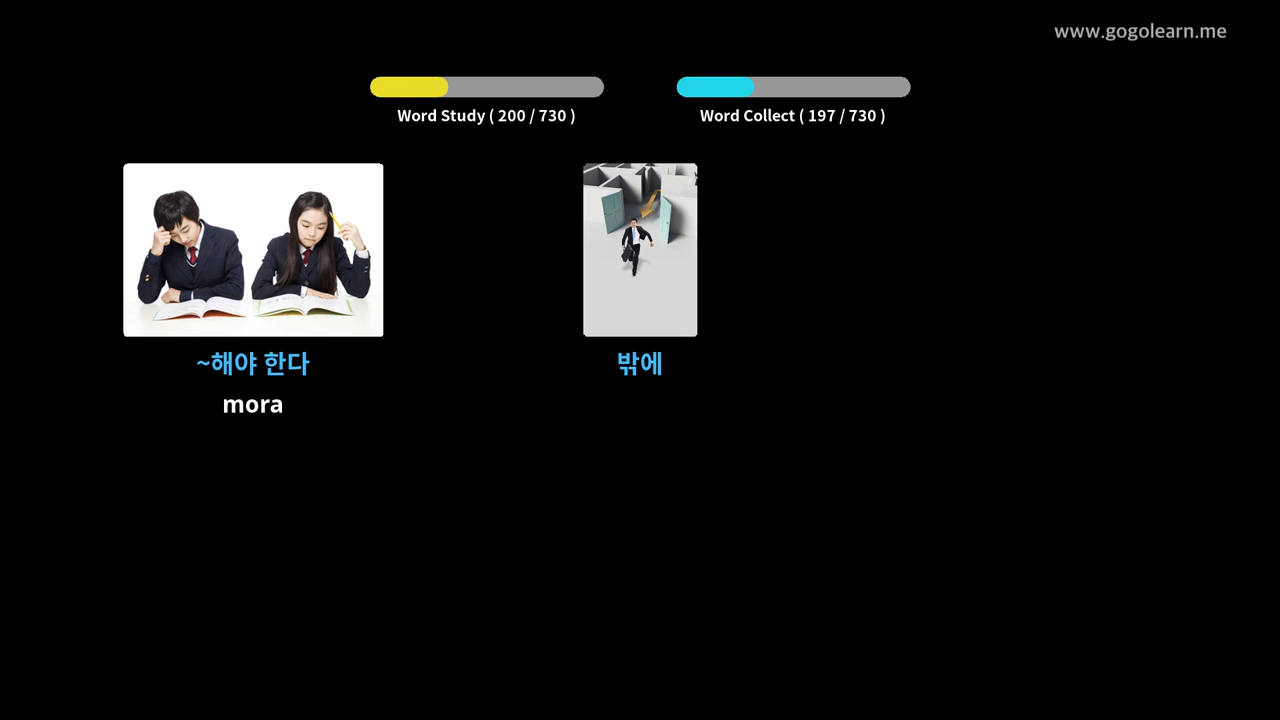 www.gogolearn.me
Word Study ( 200 / 730 )
Word Collect ( 197 / 730 )
~해야 한다
mora
밖에